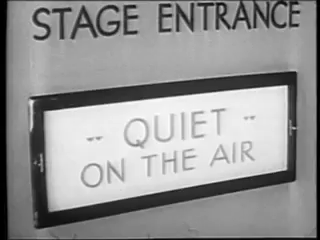 STAGE ENTRANCE
-- QUIET --
ON THE AIR